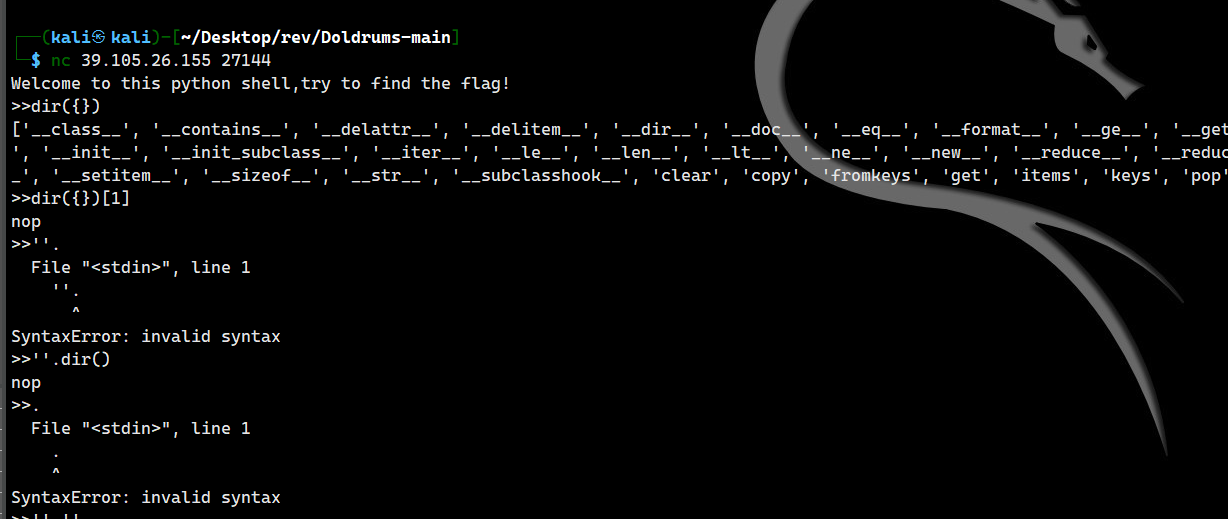 ┌──(kali㉿kali)-[~/Desktop/rev/Doldrums-main]
└─$ nc 39.105.26.155 27144
Welcome to this python shell,try to find the flag!
>>dir({})
['__class__', '__contains__', '__delattr__', '__delitem__', '__dir__', '__doc__', '__eq__', '__format__', '__ge__', '__get
', '__init__', '__init_subclass__', '__iter__', '__le__', '__len__', '__lt__', '__ne__', '__new__', '__reduce__', '__reduc
_', '__setitem__', '__sizeof__', '__str__', '__subclasshook__', 'clear', 'copy', 'fromkeys', 'get', 'items', 'keys', 'pop'
>>dir({})[1]
nop
>>''.
  File "<stdin>", line 1
    ''.
      ^
SyntaxError: invalid syntax
>>''.dir()
nop
>>.
  File "<stdin>", line 1
    .
    ^
SyntaxError: invalid syntax